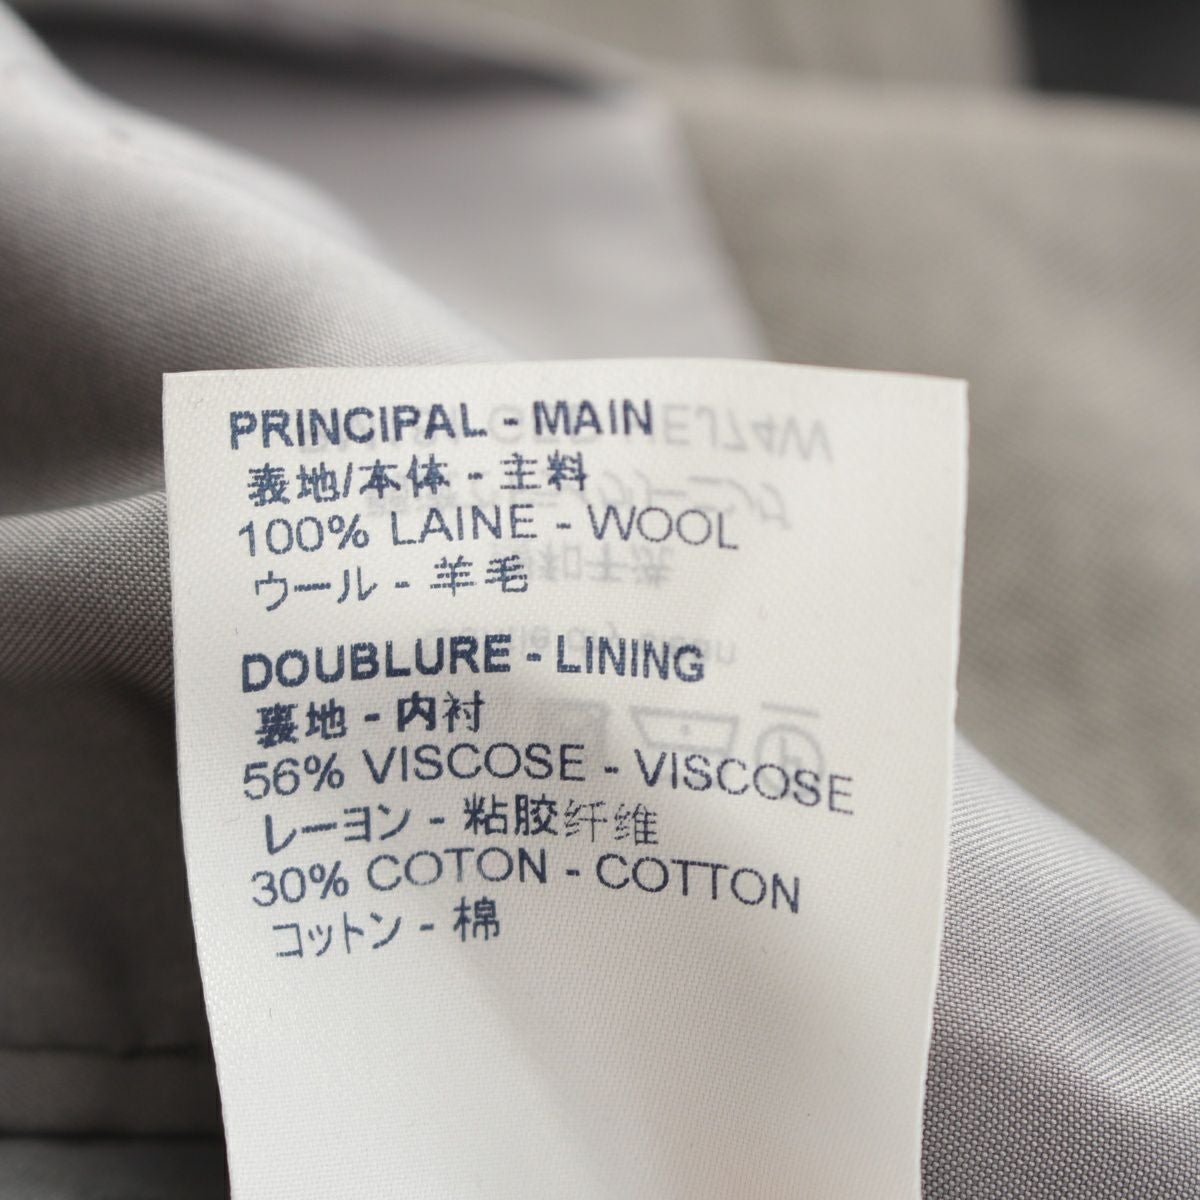 PRINCIPAL - MAIN
表地/本体 - 主料
100% LAINE - WOOL
ウール - 羊毛
DOUBLURE - LINING
裏地 - 内衬
56% VISCOSE - VISCOSE
レーヨン - 粘胶纤维
30% COTON - COTTON
コットン - 棉